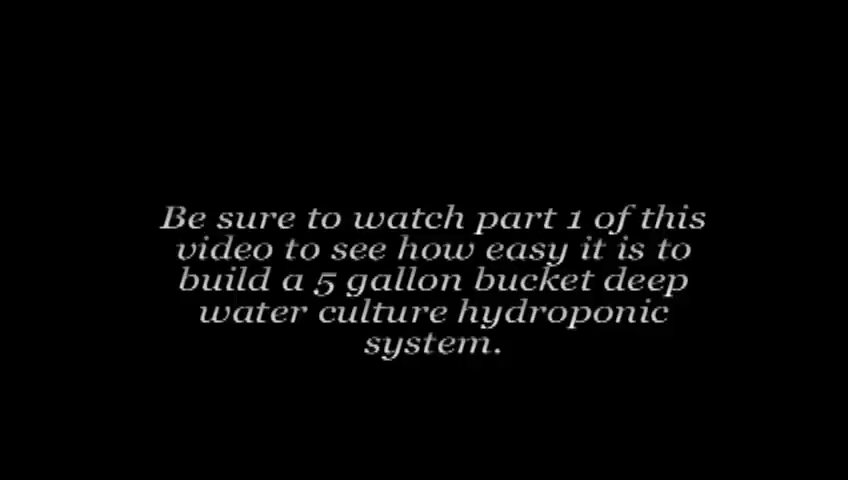 Be sure to watch part 1 of this
video to see how easy it is to
build a 5 gallon bucket deep
water culture hydroponic
system.